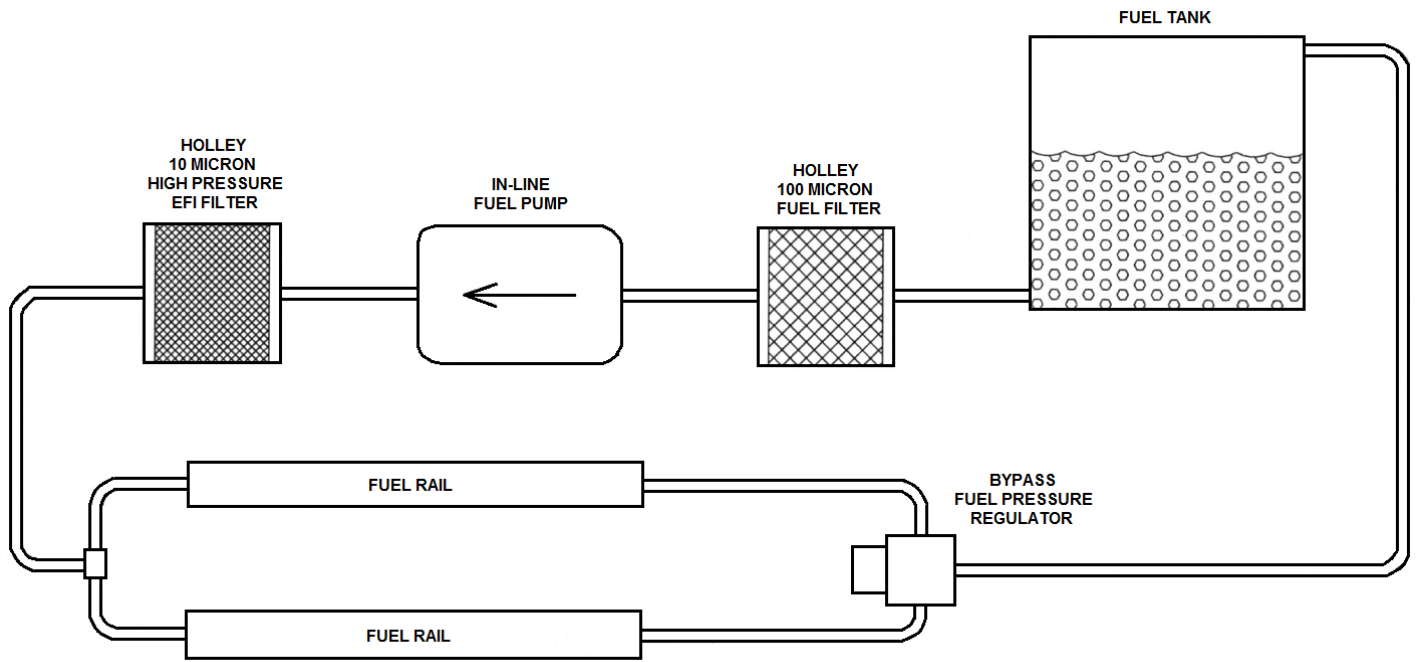 FUEL TANK
HOLLEY
10 MICRON
HIGH PRESSURE
EFI FILTER
IN-LINE
FUEL PUMP
HOLLEY
100 MICRON
FUEL FILTER
FUEL RAIL
BYPASS
FUEL PRESSURE
REGULATOR
FUEL RAIL